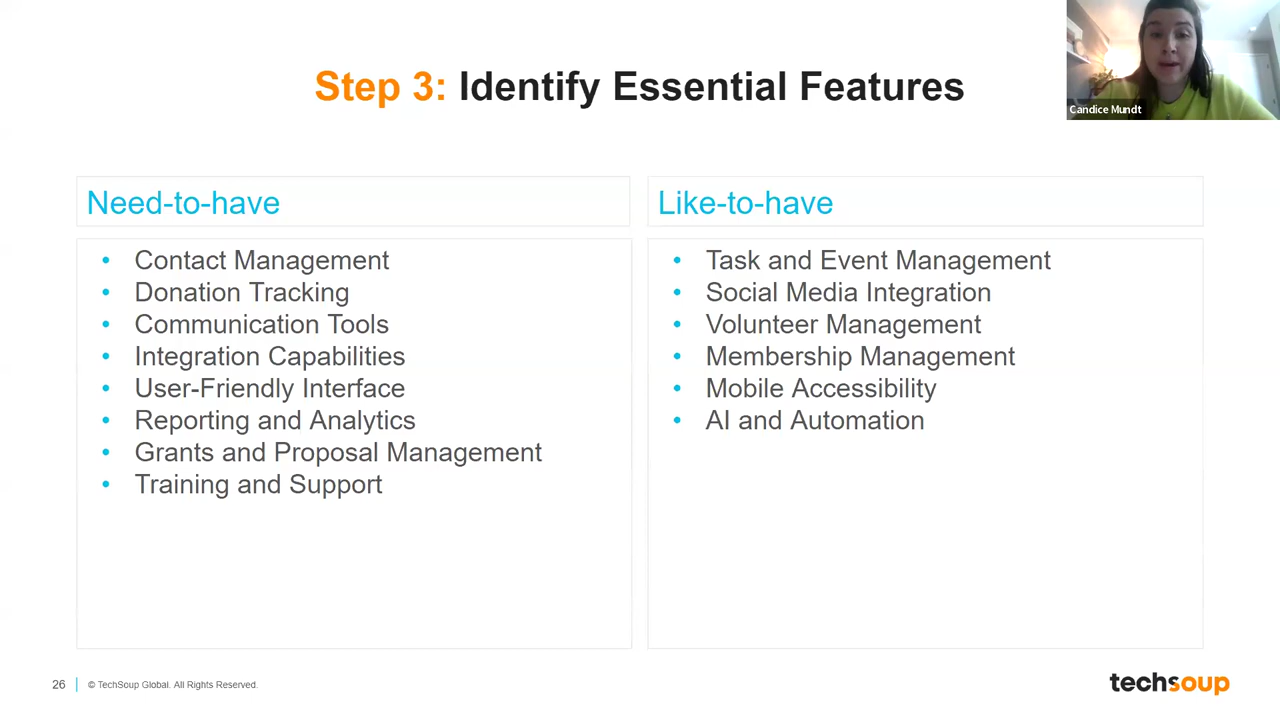 Step 3: Identify Essential Features
Candice Mundt
Need-to-have
• Contact Management
• Donation Tracking
• Communication Tools
• Integration Capabilities
• User-Friendly Interface
• Reporting and Analytics
• Grants and Proposal Management
• Training and Support
Like-to-have
• Task and Event Management
• Social Media Integration
• Volunteer Management
• Membership Management
• Mobile Accessibility
• AI and Automation
26
© TechSoup Global. All Rights Reserved.
techsoup